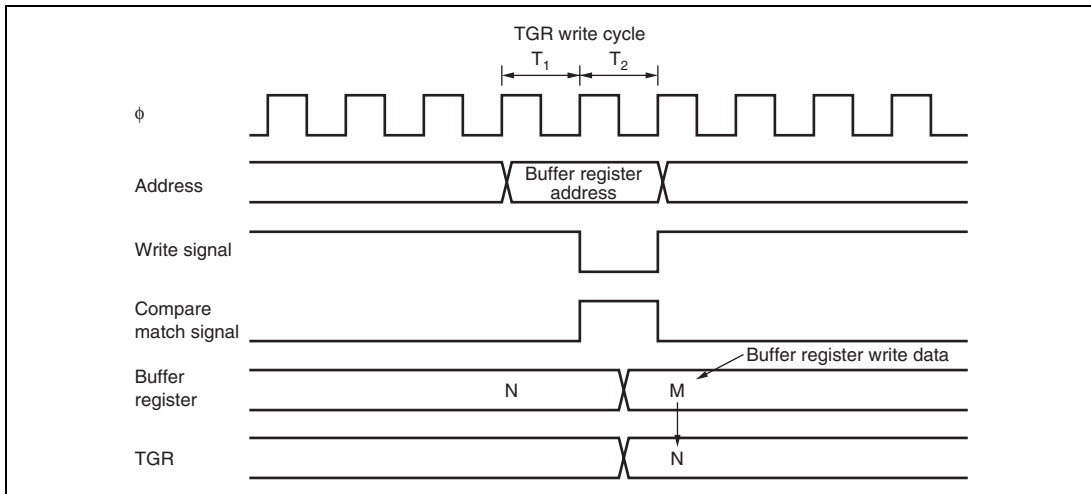 TGR write cycle
T₁ T₂
ϕ
Address
Buffer register
address
Write signal
Compare
match signal
Buffer register write data
Buffer
register
N M
TGR
N